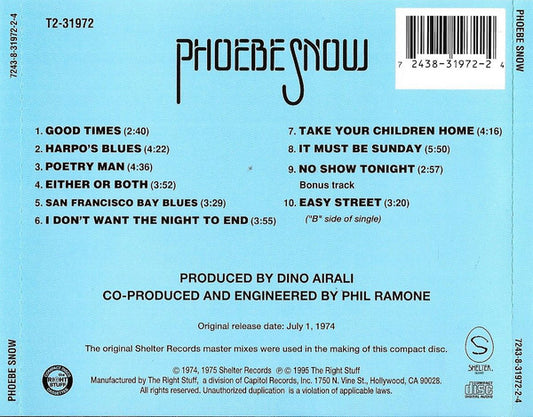 T2-31972
PHOEBE SNOW
7 2438-31972-2 4
1. GOOD TIMES (2:40)
2. HARPO'S BLUES (4:22)
3. POETRY MAN (4:36)
4. EITHER OR BOTH (3:52)
5. SAN FRANCISCO BAY BLUES (3:29)
6. I DON'T WANT THE NIGHT TO END (3:55)
7. TAKE YOUR CHILDREN HOME (4:16)
8. IT MUST BE SUNDAY (5:50)
9. NO SHOW TONIGHT (2:57)
Bonus track
10. EASY STREET (3:20)
("B" side of single)
PRODUCED BY DINO AIRALI
CO-PRODUCED AND ENGINEERED BY PHIL RAMONE
Original release date: July 1, 1974
The original Shelter Records master mixes were used in the making of this compact disc.
℗ 1974, 1975 Shelter Records ℗ © 1995 The Right Stuff
Manufactured by The Right Stuff, a division of Capitol Records, Inc. 1750 N. Vine St., Hollywood, CA 90028.
All rights reserved. Unauthorized duplication is a violation of applicable laws.
THE RIGHT STUFF
S
SHELTER
COMPACT
disc
DIGITAL AUDIO
7243-8-31972-2-4
PHOEBE SNOW
PHOEBE SNOW
7243-8-31972-2-4